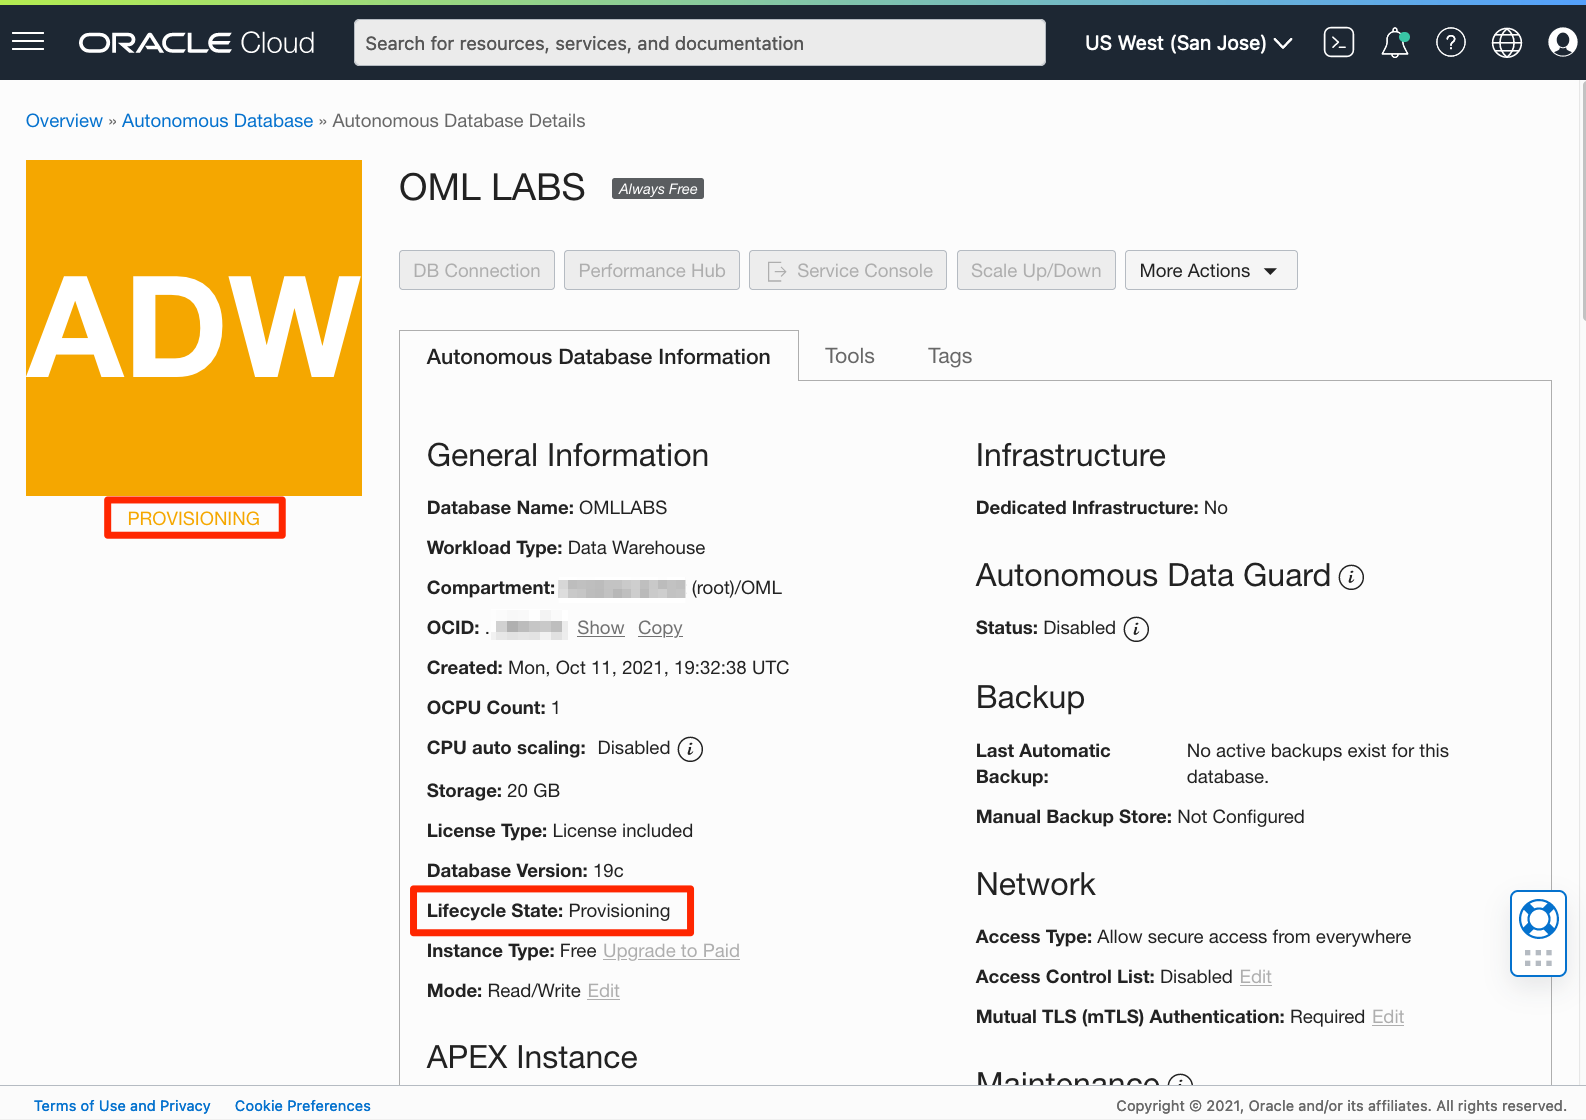 ORACLE Cloud
Search for resources, services, and documentation
US West (San Jose)
Overview » Autonomous Database » Autonomous Database Details
ADW
PROVISIONING
OML LABS
Always Free
DB Connection
Performance Hub
Service Console
Scale Up/Down
More Actions
Autonomous Database Information
Tools
Tags
General Information
Database Name: OMLLABS
Workload Type: Data Warehouse
Compartment: (root)/OML
OCID: . Show Copy
Created: Mon, Oct 11, 2021, 19:32:38 UTC
OCPU Count: 1
CPU auto scaling: Disabled
Storage: 20 GB
License Type: License included
Database Version: 19c
Lifecycle State: Provisioning
Instance Type: Free Upgrade to Paid
Mode: Read/Write Edit
APEX Instance
Infrastructure
Dedicated Infrastructure: No
Autonomous Data Guard
Status: Disabled
Backup
Last Automatic Backup: No active backups exist for this database.
Manual Backup Store: Not Configured
Network
Access Type: Allow secure access from everywhere
Access Control List: Disabled Edit
Mutual TLS (mTLS) Authentication: Required Edit
Maintenance
Terms of Use and Privacy
Cookie Preferences
Copyright © 2021, Oracle and/or its affiliates. All rights reserved.